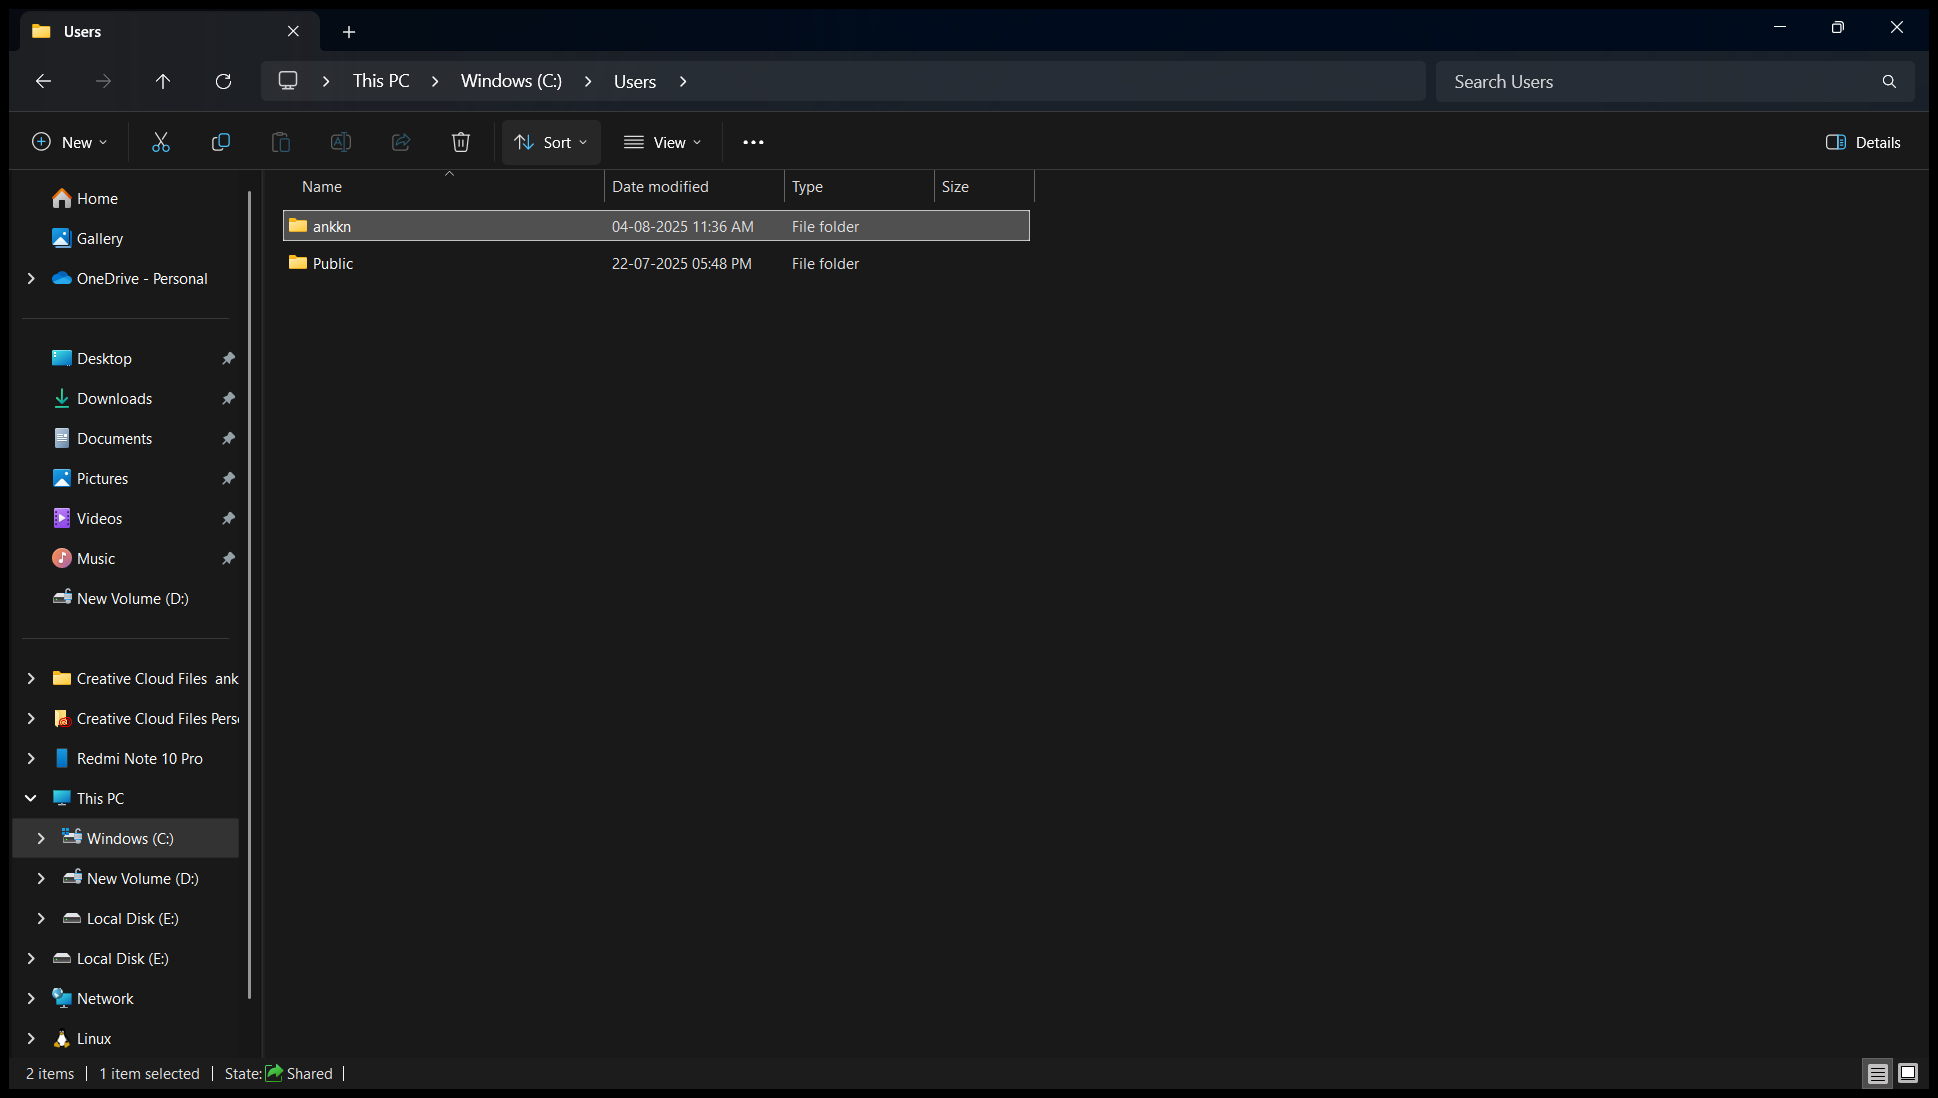 Users
This PC > Windows (C:) > Users >
Search Users
New
Sort
View
Details
Name
Date modified
Type
Size
ankkn
04-08-2025 11:36 AM
File folder
Public
22-07-2025 05:48 PM
File folder
Home
Gallery
OneDrive - Personal
Desktop
Downloads
Documents
Pictures
Videos
Music
New Volume (D:)
Creative Cloud Files ank
Creative Cloud Files Pers
Redmi Note 10 Pro
This PC
Windows (C:)
New Volume (D:)
Local Disk (E:)
Local Disk (E:)
Network
Linux
2 items | 1 item selected | State: Shared |